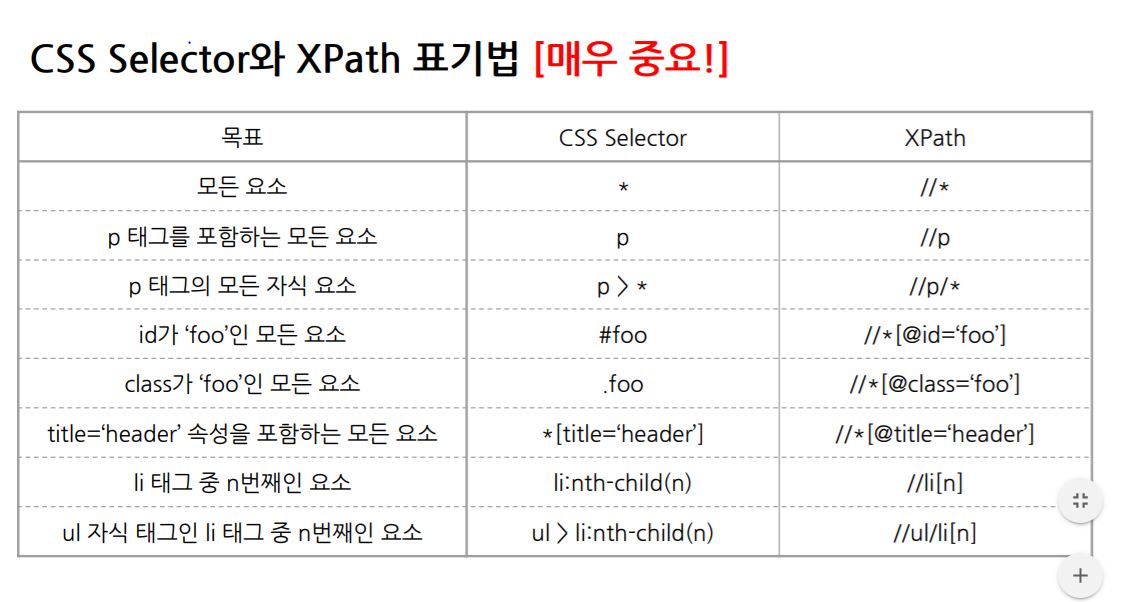 CSS Selector와 XPath 표기법 [매우 중요!]
목표 CSS Selector XPath
모든 요소 * //*
p 태그를 포함하는 모든 요소 p //p
p 태그의 모든 자식 요소 p > * //p/*
id가 ‘foo’인 모든 요소 #foo //*[@id=‘foo’]
class가 ‘foo’인 모든 요소 .foo //*[@class=‘foo’]
title=‘header’ 속성을 포함하는 모든 요소 *[title=‘header’] //*[@title=‘header’]
li 태그 중 n번째인 요소 li:nth-child(n) //li[n]
ul 자식 태그인 li 태그 중 n번째인 요소 ul > li:nth-child(n) //ul/li[n]